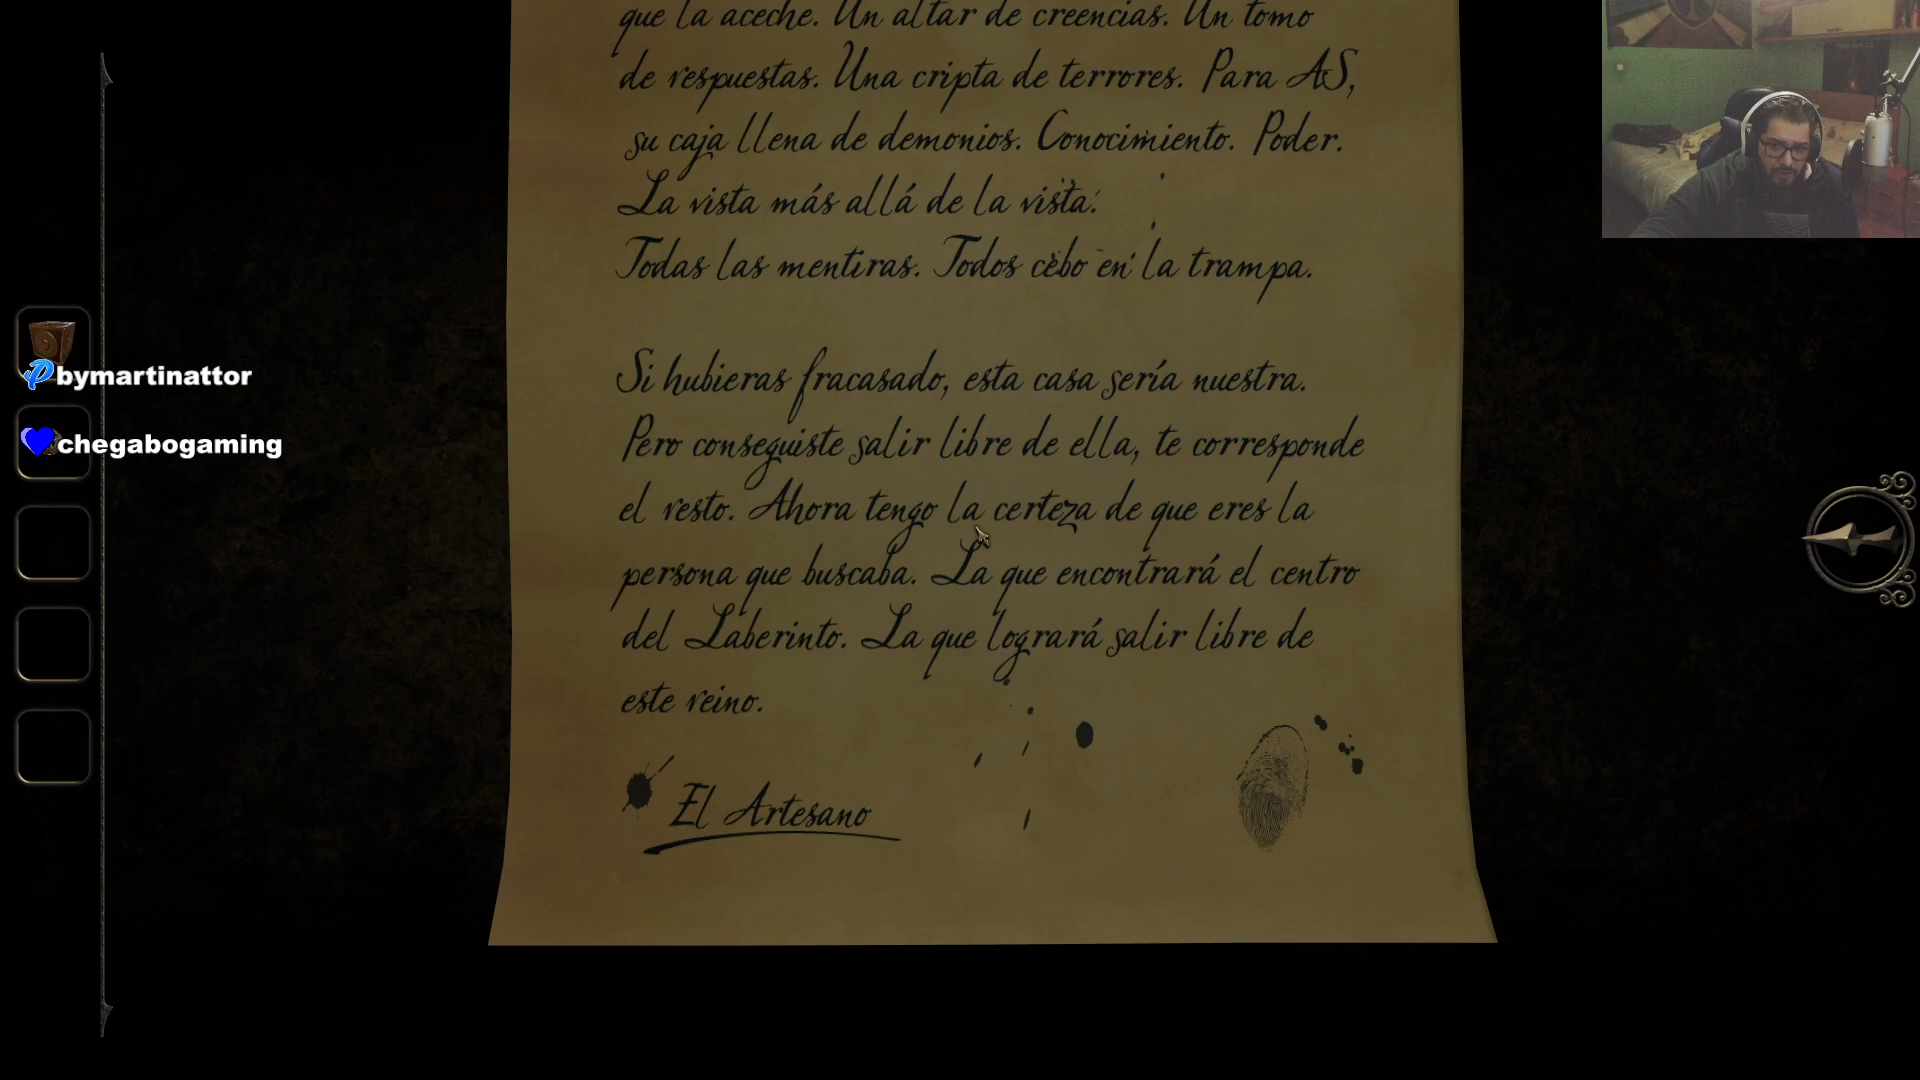 que la aceche. Un altar de creencias. Un tomo
de respuestas. Una cripta de terrores. Para AS,
su caja llena de demonios. Conocimiento. Poder.
La vista más allá de la vista.
Todas las mentiras. Todos cebo en la trampa.
Si hubieras fracasado, esta casa sería nuestra.
Pero conseguiste salir libre de ella, te corresponde
el resto. Ahora tengo la certeza de que eres la
persona que buscaba. La que encontrará el centro
del Laberinto. La que logrará salir libre de
este reino.
El Artesano
bymartinattor
chegabogaming